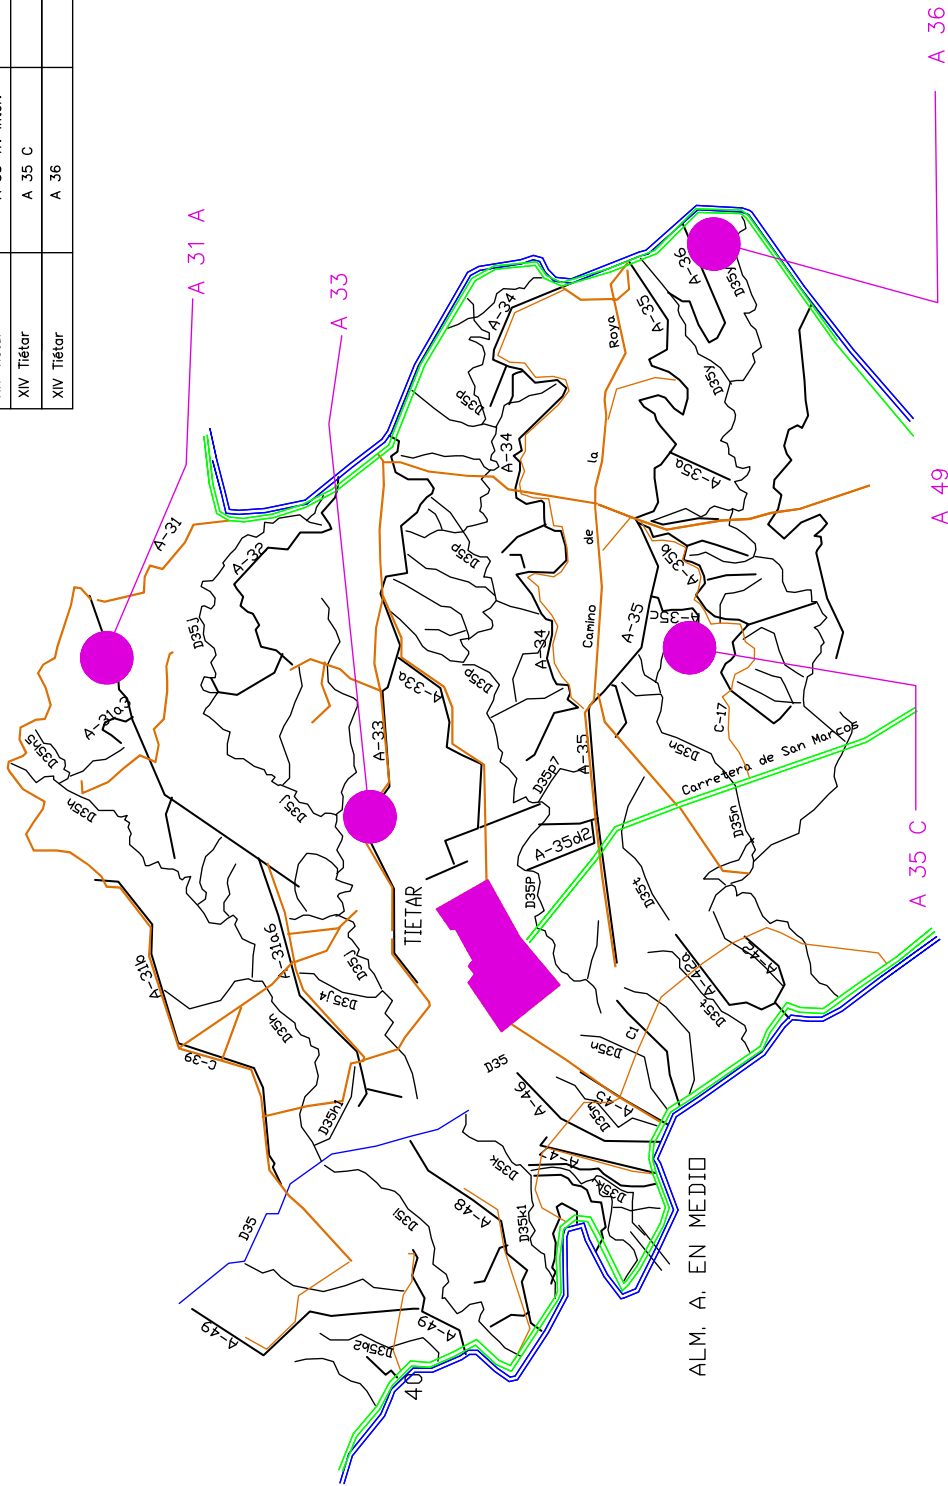 XIV Tiétar
A 35 C
XIV Tiétar
A 36
A 36
A 31 A
A 33
A-34
A-36
D35y
A-35
Roya
D35p
D35y
A-34
la
A-35a
A 49
A-31
A-32
D35p
de
A-35b
D35J
A-34
Camino
A-35
A-35c
D35p
A-33a
A-31a3
C-17
D35h5
A-33
A-35
D35n
Carretera de San Marcos
D35h
D35J
D35p7
D35n
A-35d2
A 35 C
D35P
D35t
TIETAR
A-31b
A-31a6
D35J
D35J4
A-42a
A-42
D35t
D35h
C1
D35n
C-39
D35
A-46
A-45
D35m
D35h1
A-47
D35k
D35k1
D35
D35i
A-48
ALM. A. EN MEDIO
A-49
A-49
D35b2
40